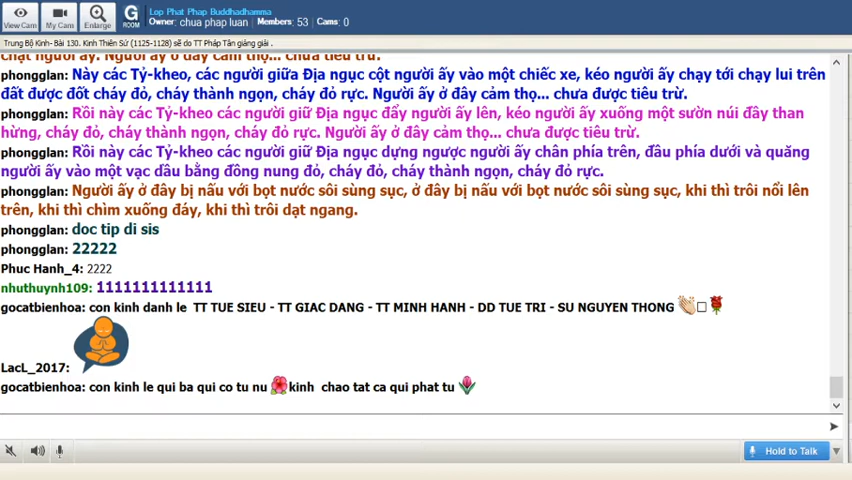 View Cam
My Cans
Enlarge
G
ROOM
Lop Phat Phap Buddhadhamma
Owner: chua phap luan Members: 53 Cams: 0
Trung Bộ Kinh- Bài 130. Kinh Thiên Sứ (1125-1128) sẽ do TT Pháp Tân giảng giải .
chặt người ấy. Người ấy ở đây cảm thọ... chưa tiêu trừ.
phongglan: Này các Tỷ-kheo, các người giữa Địa ngục cột người ấy vào một chiếc xe, kéo người ấy chạy tới chạy lui trên
đất được đốt cháy đỏ, cháy thành ngọn, cháy đỏ rực. Người ấy ở đây cảm thọ... chưa được tiêu trừ.
phongglan: Rồi này các Tỷ-kheo các người giữ Địa ngục đẩy người ấy lên, kéo người ấy xuống một sườn núi đầy than
hừng, cháy đỏ, cháy thành ngọn, cháy đỏ rực. Người ấy ở đây cảm thọ... chưa được tiêu trừ.
phongglan: Rồi này các Tỷ-kheo các người giữ Địa ngục dựng ngược người ấy chân phía trên, đầu phía dưới và quăng
người ấy vào một vạc dầu bằng đồng nung đỏ, cháy đỏ, cháy thành ngọn, cháy đỏ rực.
phongglan: Người ấy ở đây bị nấu với bọt nước sôi sùng sục, ở đây bị nấu với bọt nước sôi sùng sục, khi thì trôi nổi lên
trên, khi thì chìm xuống đáy, khi thì trôi dạt ngang.
phongglan: doc tip di sis
phongglan: 22222
Phuc Hanh_4: 2222
nhuthuynh109: 1111111111111
gocatbienhoa: con kinh danh le TT TUE SIEU - TT GIAC DANG - TT MINH HANH - DD TUE TRI - SU NGUYEN THONG
LacL_2017:
gocatbienhoa: con kinh le qui ba qui co tu nu kinh chao tat ca qui phat tu
Hold to Talk